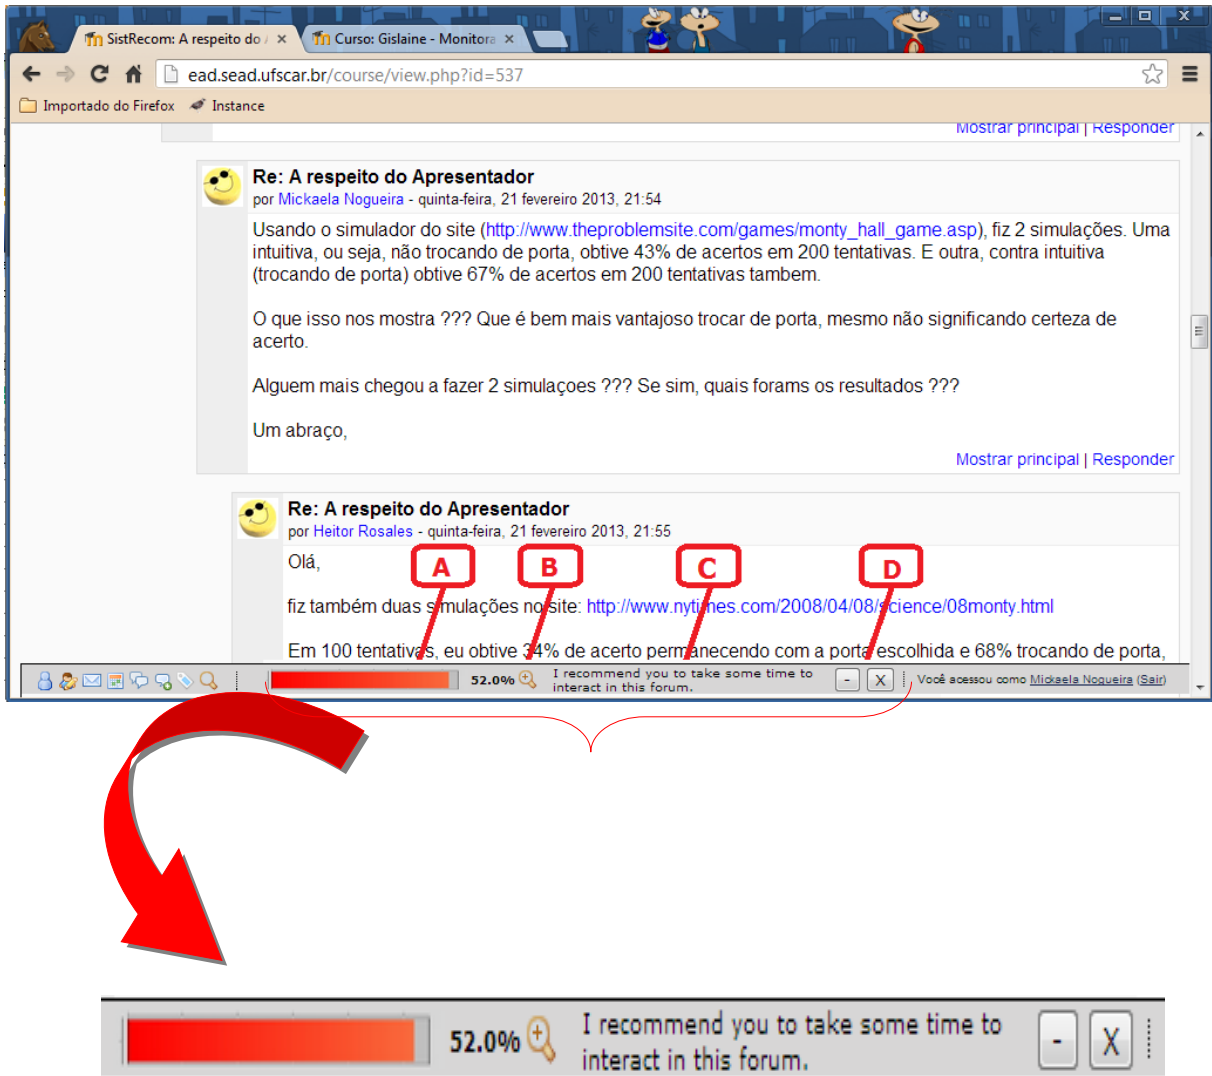 SistRecom: A respeito do
Curso: Gislaine - Monitora
ead.sead.ufscar.br/course/view.php?id=537
Importado do Firefox Instance
Mostrar principal | Responder
Re: A respeito do Apresentador
por Mickaela Nogueira - quinta-feira, 21 fevereiro 2013, 21:54
Usando o simulador do site (http://www.theproblemsite.com/games/monty_hall_game.asp), fiz 2 simulações. Uma
intuitiva, ou seja, não trocando de porta, obtive 43% de acertos em 200 tentativas. E outra, contra intuitiva
(trocando de porta) obtive 67% de acertos em 200 tentativas tambem.
O que isso nos mostra ??? Que é bem mais vantajoso trocar de porta, mesmo não significando certeza de
acerto.
Alguem mais chegou a fazer 2 simulaçoes ??? Se sim, quais forams os resultados ???
Um abraço,
Mostrar principal | Responder
Re: A respeito do Apresentador
por Heitor Rosales - quinta-feira, 21 fevereiro 2013, 21:55
Olá,
A B C D
fiz também duas simulações no site: http://www.nytimes.com/2008/04/08/science/08monty.html
Em 100 tentativas, eu obtive 34% de acerto permanecendo com a porta escolhida e 68% trocando de porta,
52.0% I recommend you to take some time to
interact in this forum.
- X Você acessou como Mickaela Nogueira (Sair)
52.0% I recommend you to take some time to
interact in this forum.
- X